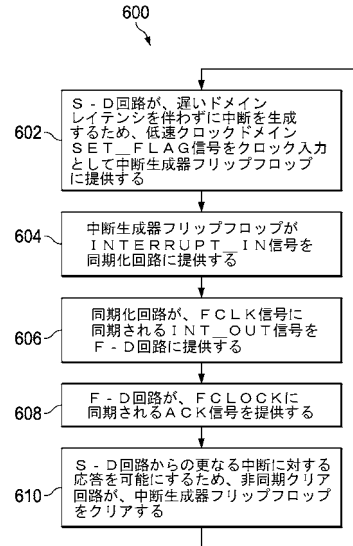 600
602
S-D回路が、遅いドメイン
レイテンシを伴わずに中断を生成
するため、低速クロックドメイン
SET_FLAG信号をクロック入力
として中断生成器フリップフロップ
に提供する
604
中断生成器フリップフロップが
INTERRUPT_IN信号を
同期化回路に提供する
606
同期化回路が、FCLK信号に
同期されるINT_OUT信号を
F-D回路に提供する
608
F-D回路が、FCLOCKに
同期されるACK信号を提供する
610
S-D回路からの更なる中断に対する
応答を可能にするため、非同期クリア
回路が、中断生成器フリップフロップ
をクリアする